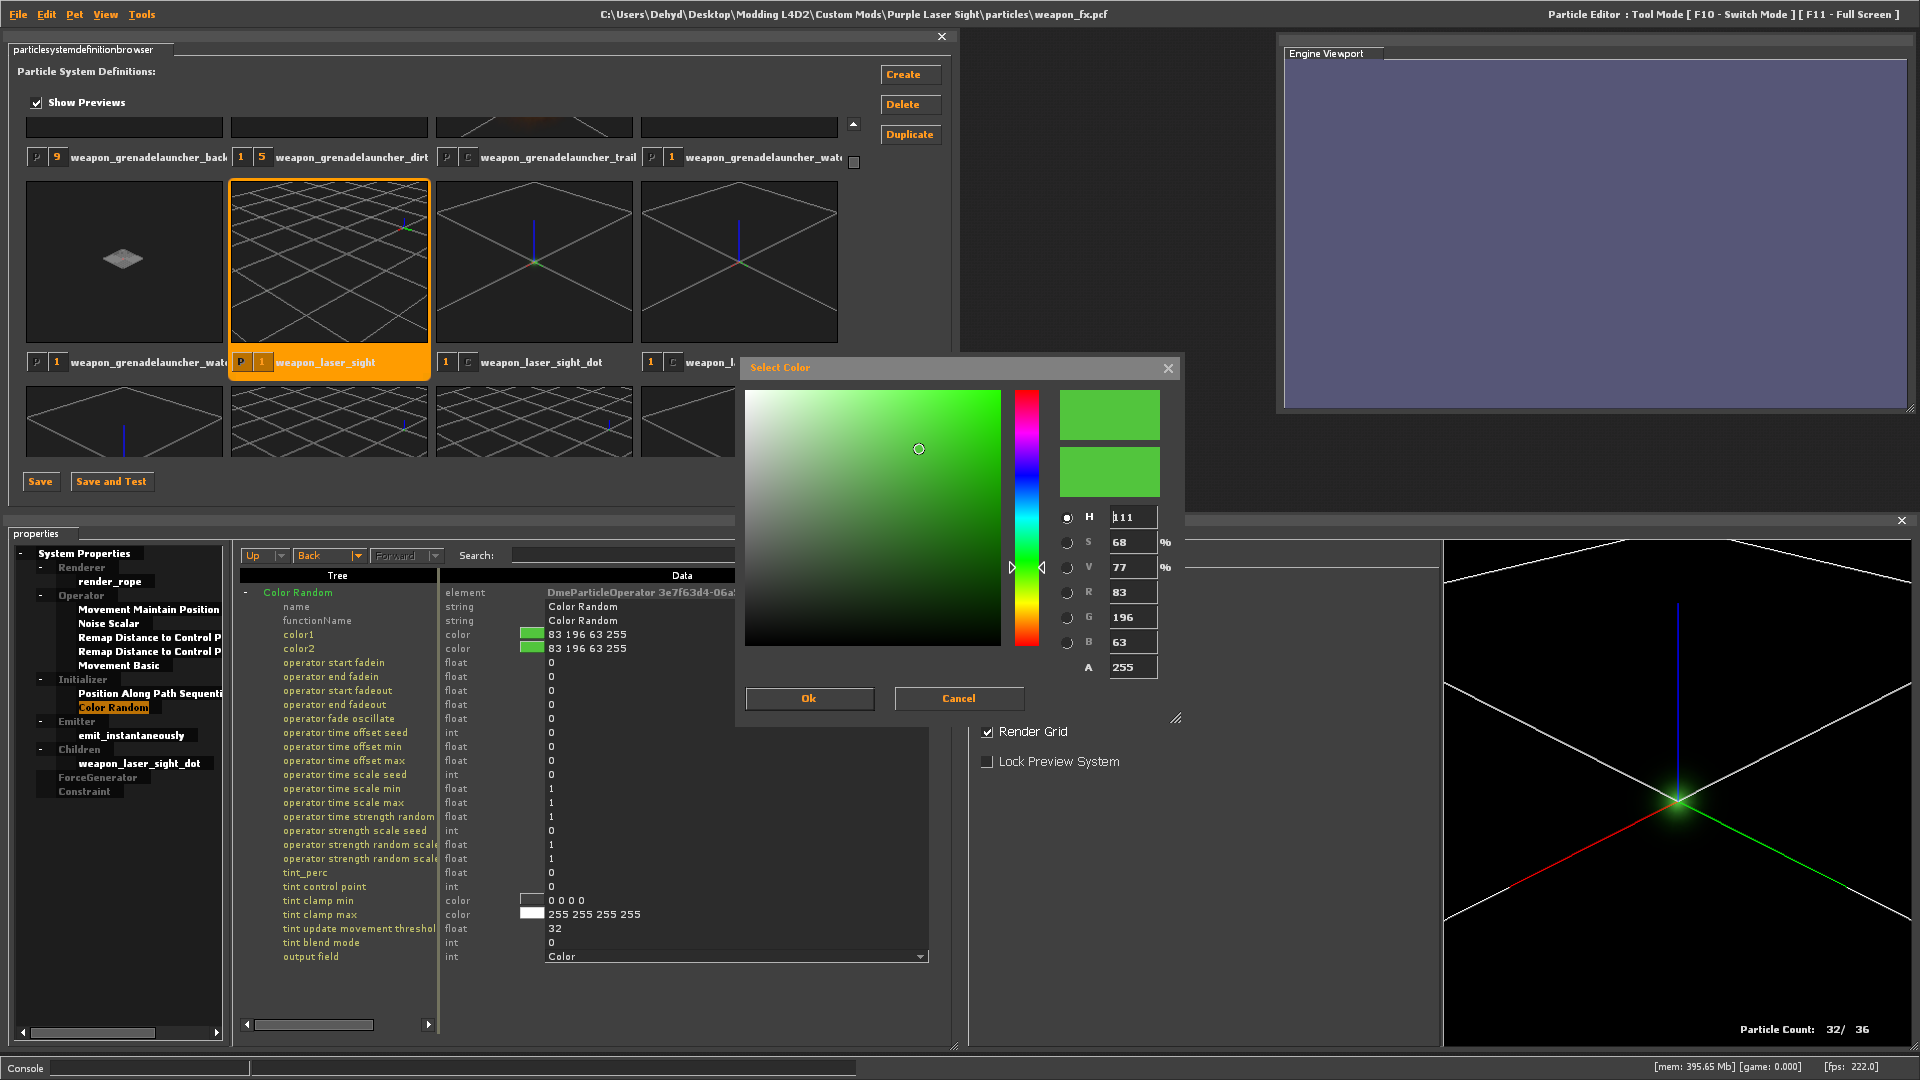 File Edit Pet View Tools
C:\Users\Dehyd\Desktop\Modding L4D2\Custom Mods\Purple Laser Sight\particles\weapon_fx.pcf
Particle Editor : Tool Mode [ F10 - Switch Mode ] [ F11 - Full Screen ]
particlesystemdefinitionbrowser
Particle System Definitions:
Show Previews
Create
Delete
Duplicate
P 9 weapon_grenadelauncher_back
1 5 weapon_grenadelauncher_dirt
P C weapon_grenadelauncher_trail
P 1 weapon_grenadelauncher_wat
P 1 weapon_grenadelauncher_wat
P 1 weapon_laser_sight
1 C weapon_laser_sight_dot
1 C weapon_l
Save Save and Test
Engine Viewport
Select Color
H 111
S 68 %
V 77 %
R 83
G 196
B 63
A 255
Ok Cancel
properties
- System Properties
- Renderer
render_rope
- Operator
Movement Maintain Position
Noise Scalar
Remap Distance to Control P
Remap Distance to Control P
Movement Basic
- Initializer
Position Along Path Sequenti
Color Random
- Emitter
emit_instantaneously
- Children
weapon_laser_sight_dot
ForceGenerator
Constraint
Up Back Forward Search:
Tree Data
- Color Random element DmeParticleOperator 3e7f63d4-06a
name string Color Random
functionName string Color Random
color1 color 83 196 63 255
color2 color 83 196 63 255
operator start fadein float 0
operator end fadein float 0
operator start fadeout float 0
operator end fadeout float 0
operator fade oscillate float 0
operator time offset seed int 0
operator time offset min float 0
operator time offset max float 0
operator time scale seed int 0
operator time scale min float 1
operator time scale max float 1
operator time strength random float 1
operator strength scale seed int 0
operator strength random scale float 1
operator strength random scale float 1
tint_perc float 0
tint control point int 0
tint clamp min color 0 0 0 0
tint clamp max color 255 255 255 255
tint update movement threshol float 32
tint blend mode int 0
output field int Color
Render Grid
Lock Preview System
Particle Count: 32/ 36
Console
[mem: 395.65 Mb] [game: 0.000] [fps: 222.0]